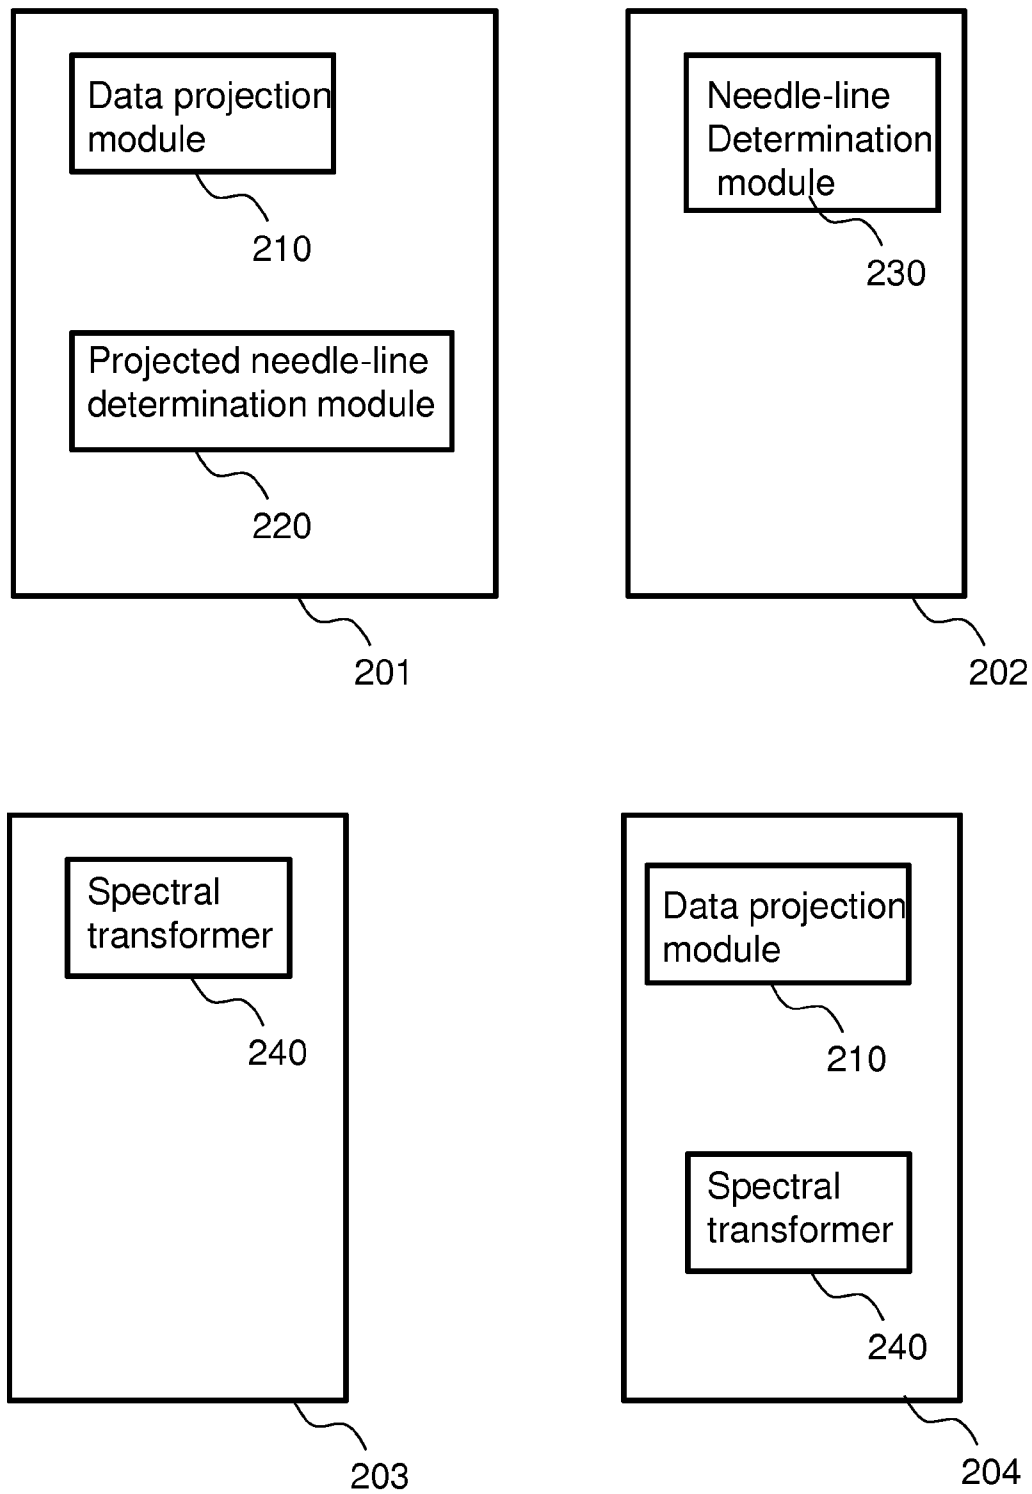 Data projection
module
210
Projected needle-line
determination module
220
201
Needle-line
Determination
module
230
202
Spectral
transformer
240
203
Data projection
module
210
Spectral
transformer
240
204